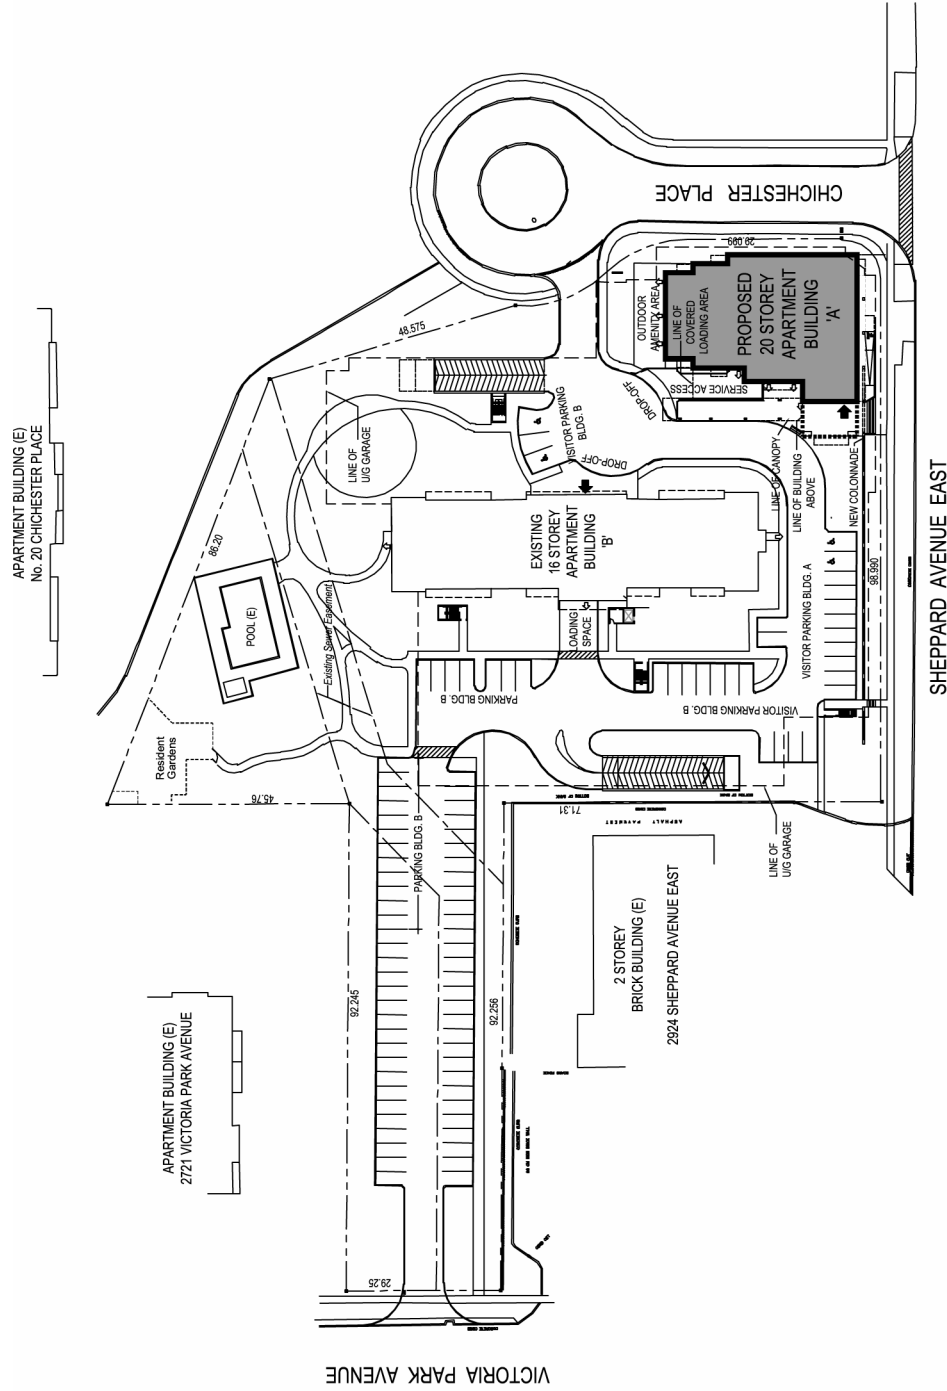 CHICHESTER PLACE
29.099
48.575
OUTDOOR
AMENITY AREA
LINE OF
COVERED
LOADING AREA
PROPOSED
20 STOREY
APARTMENT
BUILDING
'A'
SERVICE ACCESS
DROP-OFF
VISITOR PARKING
BLDG. B
DROP-OFF
LINE OF
U/G GARAGE
APARTMENT BUILDING (E)
No. 20 CHICHESTER PLACE
LINE OF CANOPY
LINE OF BUILDING
ABOVE
NEW COLONNADE
EXISTING
16 STOREY
APARTMENT
BUILDING
'B'
86.20
POOL (E)
Existing Sewer Easement
LOADING
SPACE
VISITOR PARKING BLDG. A
98.990
SHEPPARD AVENUE EAST
PARKING BLDG. B
VISITOR PARKING BLDG. B
Resident
Gardens
45.76
71.31
ASPHALT PAVEMENT
LINE OF
U/G GARAGE
PARKING BLDG. B
2 STOREY
BRICK BUILDING (E)
2924 SHEPPARD AVENUE EAST
92.245
92.256
APARTMENT BUILDING (E)
2721 VICTORIA PARK AVENUE
29.25
VICTORIA PARK AVENUE